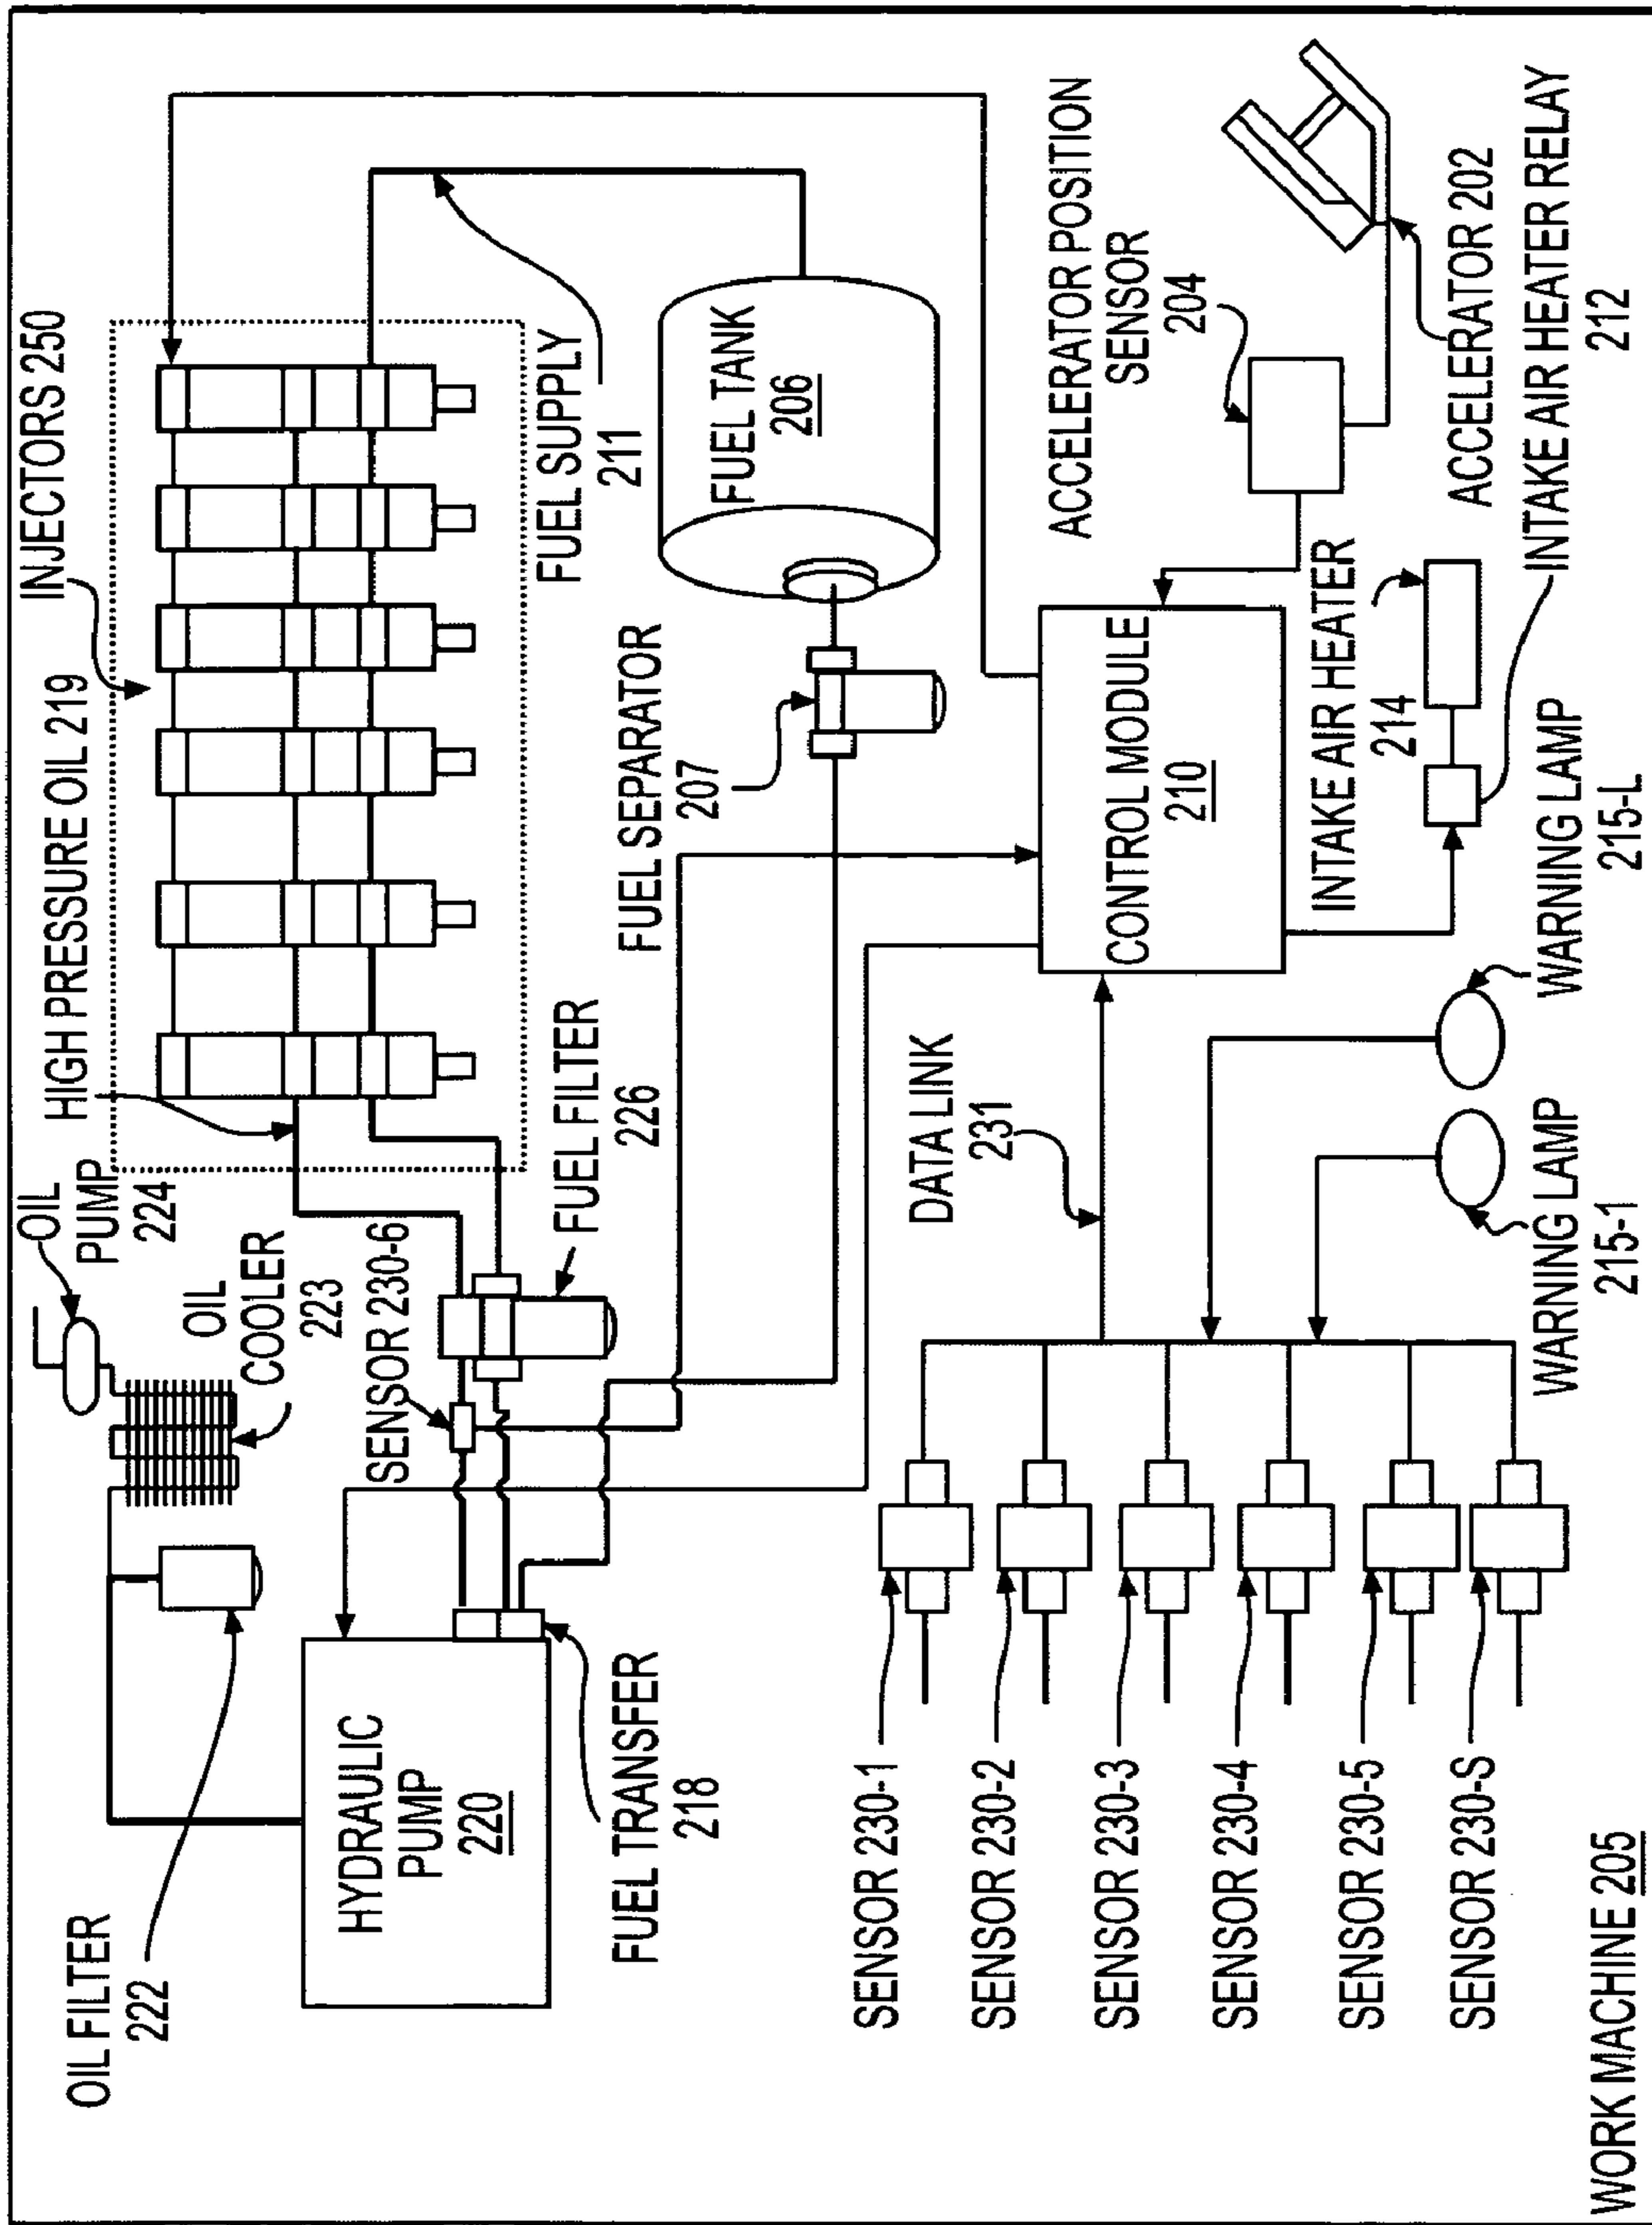 OIL FILTER
222
OIL
PUMP
224
OIL
COOLER
223
HIGH PRESSURE OIL 219
INJECTORS 250
HYDRAULIC
PUMP
220
SENSOR 230-6
FUEL TRANSFER
218
FUEL FILTER
226
FUEL SUPPLY
211
FUEL SEPARATOR
207
FUEL TANK
206
SENSOR 230-1
SENSOR 230-2
SENSOR 230-3
SENSOR 230-4
SENSOR 230-5
SENSOR 230-S
DATA LINK
231
CONTROL MODULE
210
ACCELERATOR POSITION
SENSOR
204
INTAKE AIR HEATER
214
ACCELERATOR 202
INTAKE AIR HEATER RELAY
212
WARNING LAMP
215-1
WARNING LAMP
215-L
WORK MACHINE 205